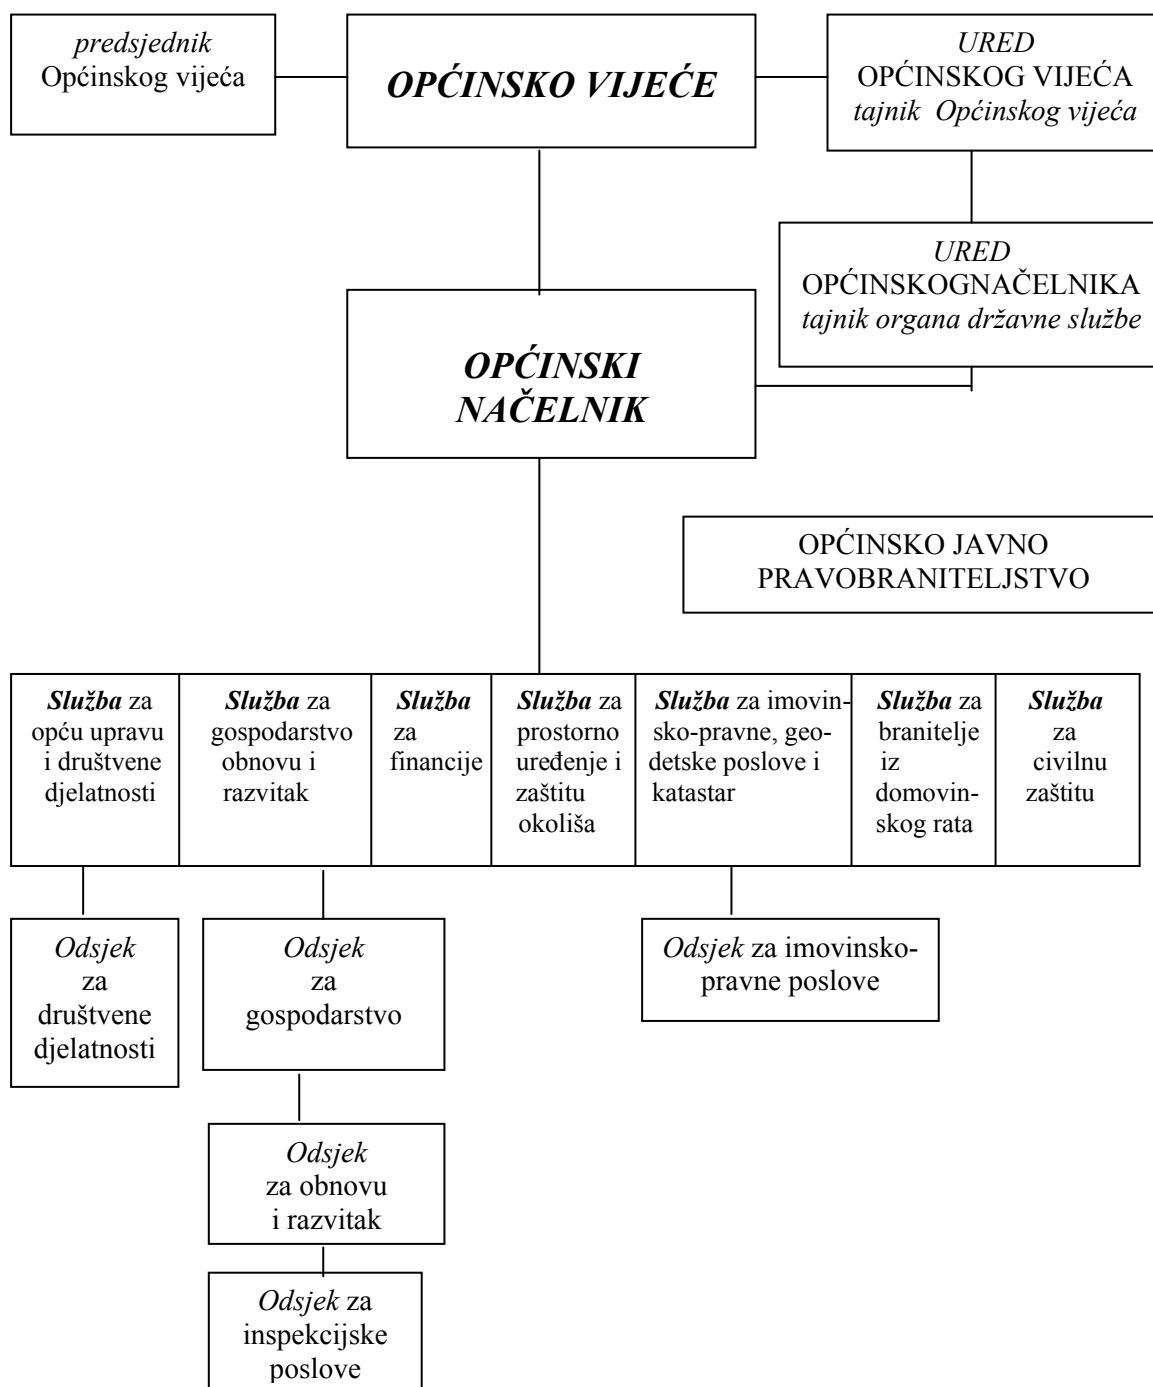 predsjednik
Općinskog vijeća
OPĆINSKO VIJEĆE
URED
OPĆINSKOG VIJEĆA
tajnik Općinskog vijeća
URED
OPĆINSKOGNAČELNIKA
tajnik organa državne službe
OPĆINSKI
NAČELNIK
OPĆINSKO JAVNO
PRAVOBRANITELJSTVO
Služba za
opću upravu
i društvene
djelatnosti
Služba za
gospodarstvo
obnovu i
razvitak
Služba
za
financije
Služba za
prostorno
uređenje i
zaštitu
okoliša
Služba za imovin-
sko-pravne, geo-
detske poslove i
katastar
Služba za
branitelje
iz
domovin-
skog rata
Služba
za
civilnu
zaštitu
Odsjek
za
društvene
djelatnosti
Odsjek
za
gospodarstvo
Odsjek za imovinsko-
pravne poslove
Odsjek
za obnovu
i razvitak
Odsjek za
inspekcijske
poslove